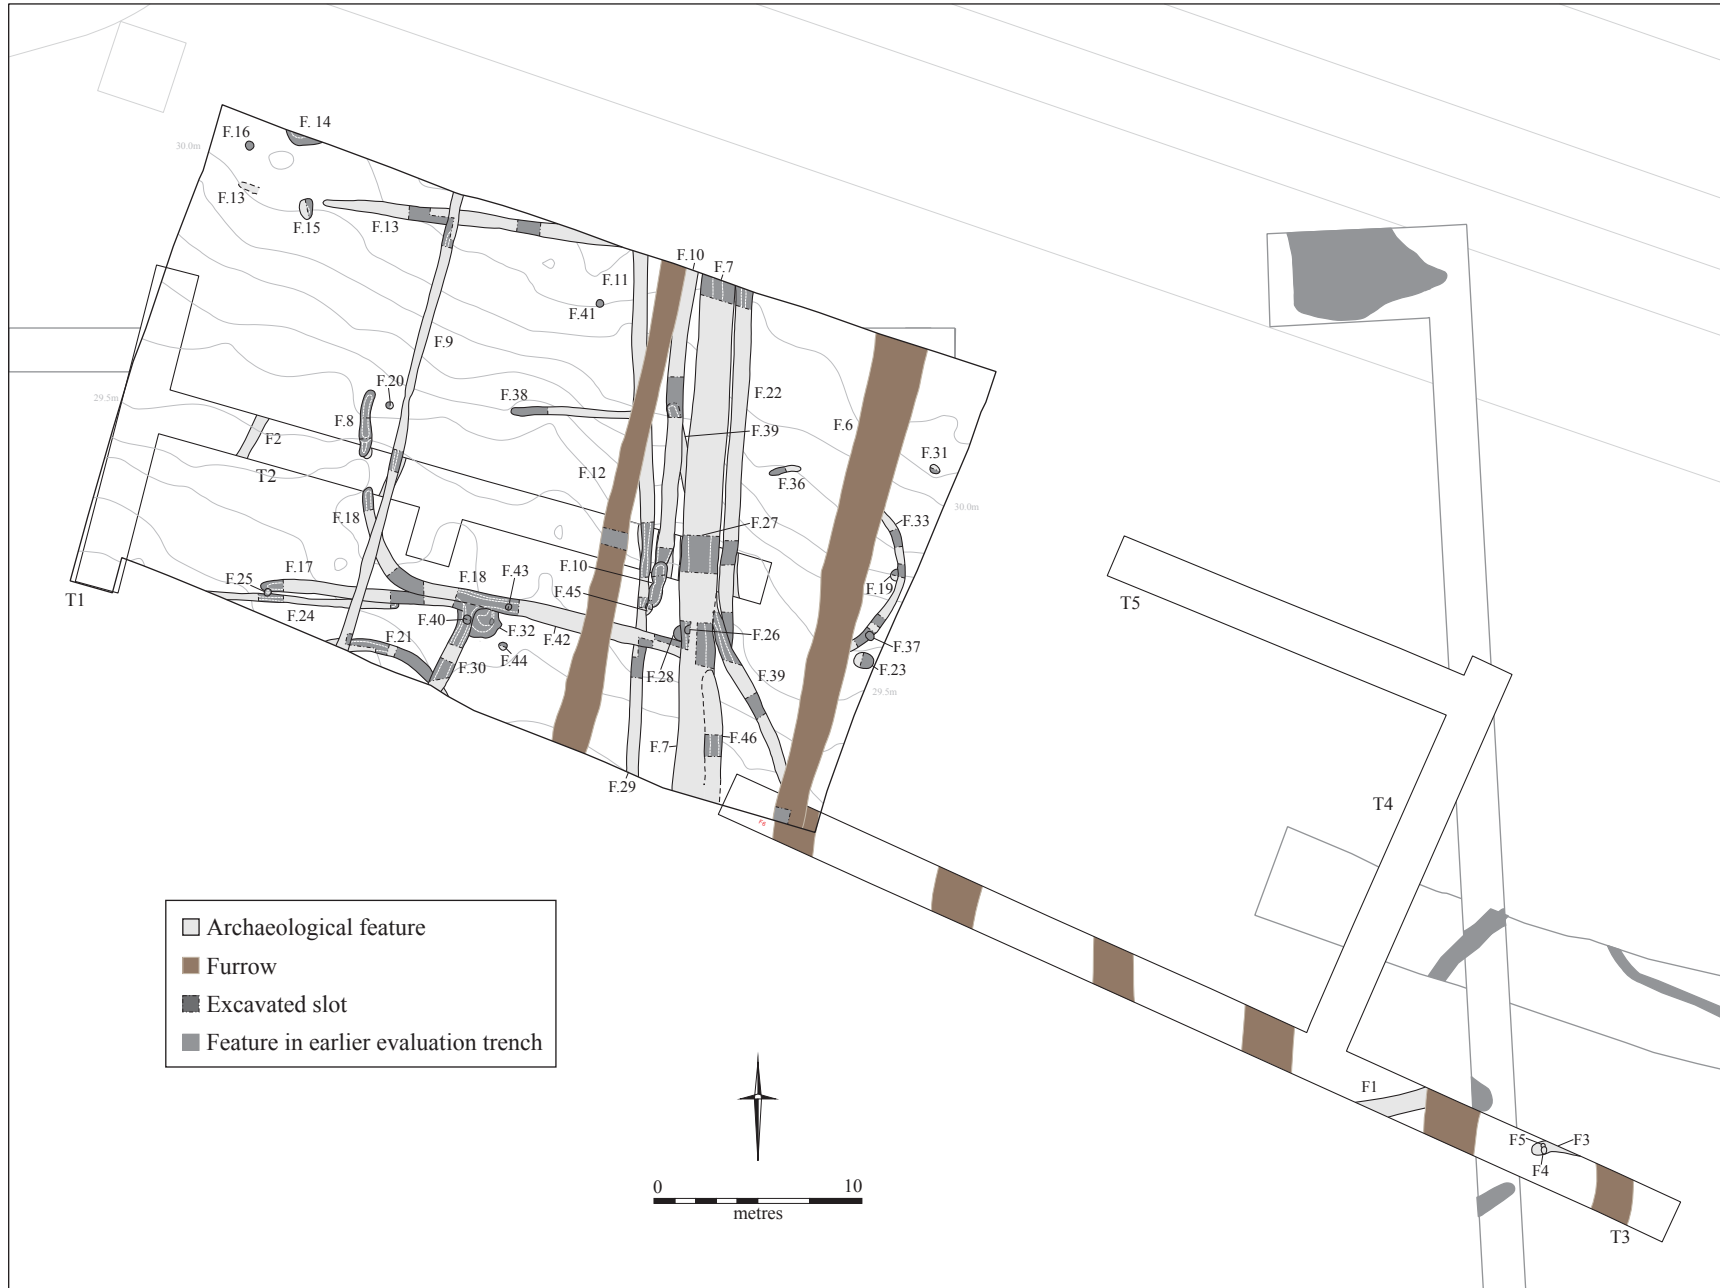 F. 14
F.16
30.0m
F.13
F.15
F.13
F.10
F.7
F.11
F.41
F.9
F.20
F.38
F.22
29.5m
F.8
F.6
F2
F.39
F.31
T2
F.12
F.36
30.0m
F.18
F.33
F.27
T5
F.17
F.25
F.18
F.43
F.10
F.19
T1
F.45
F.24
F.40
F.32
F.42
F.26
F.21
F.37
F.44
F.30
F.28
F.39
F.23
29.5m
F.7
F.46
F.29
T4
F6
Archaeological feature
Furrow
Excavated slot
Feature in earlier evaluation trench
F1
F5
F3
F4
T3
0
10
metres